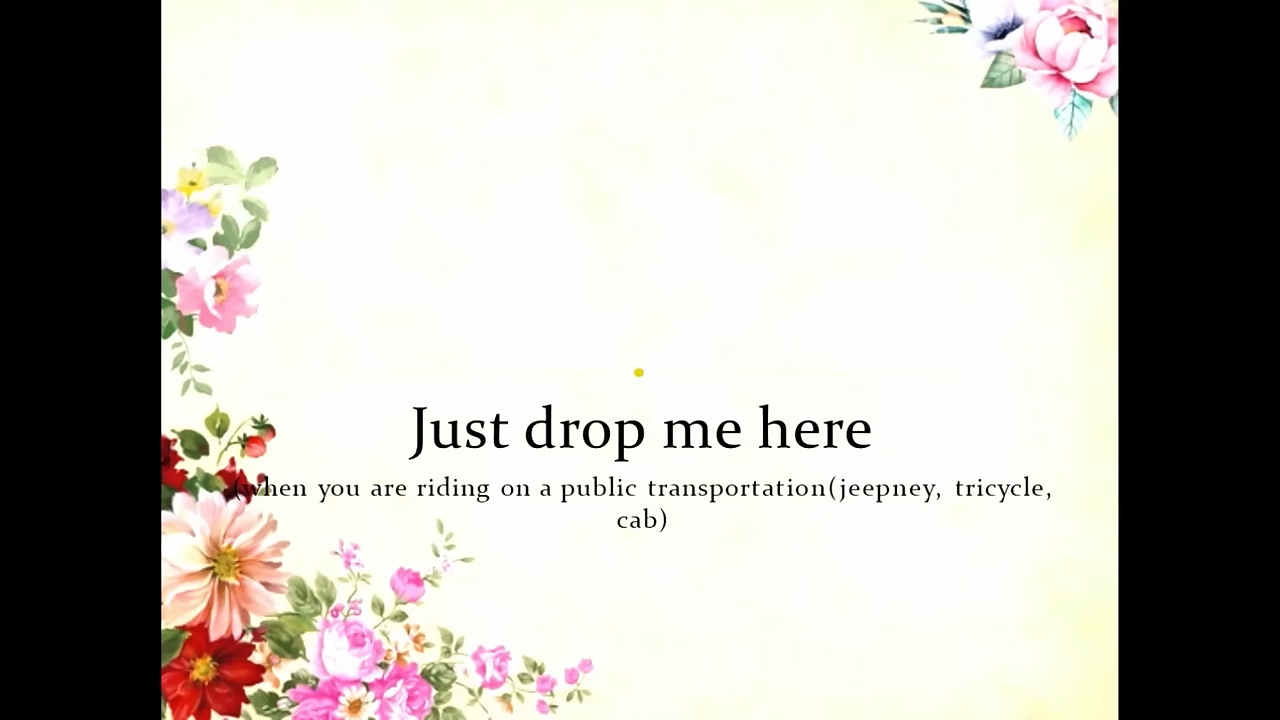 Just drop me here
(when you are riding on a public transportation(jeepney, tricycle,
cab)